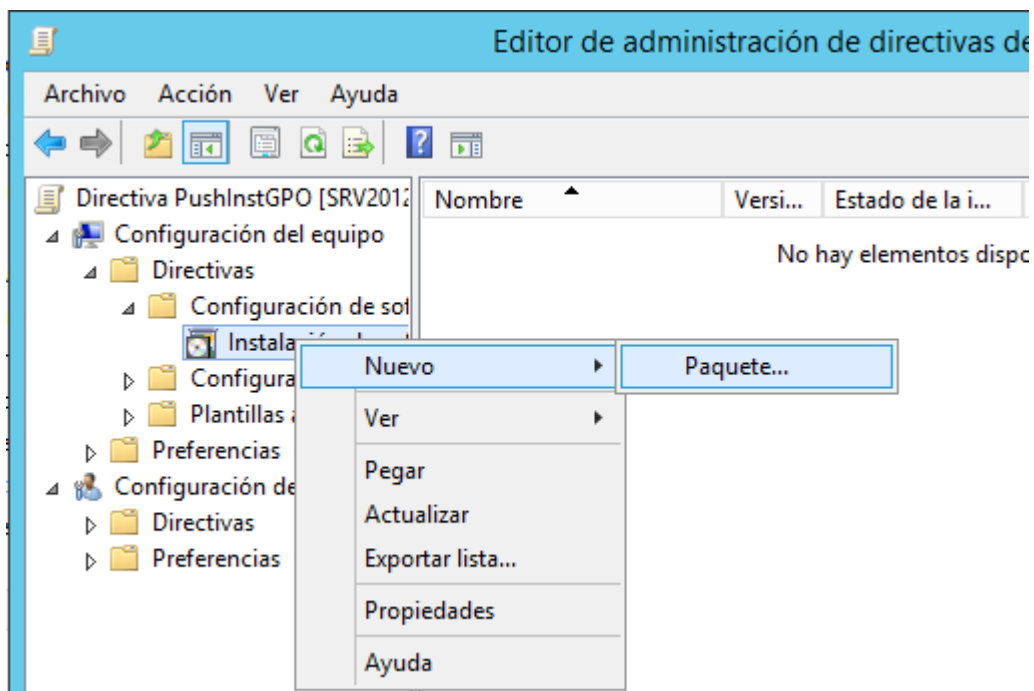 Editor de administración de directivas de
Archivo Acción Ver Ayuda
Directiva PushInstGPO [SRV2012
Nombre Versi... Estado de la i...
Configuración del equipo
No hay elementos dispo
Directivas
Configuración de sof
Instala
Nuevo Paquete...
Configura
Plantillas a
Ver
Preferencias
Configuración de
Directivas
Preferencias
Pegar
Actualizar
Exportar lista...
Propiedades
Ayuda